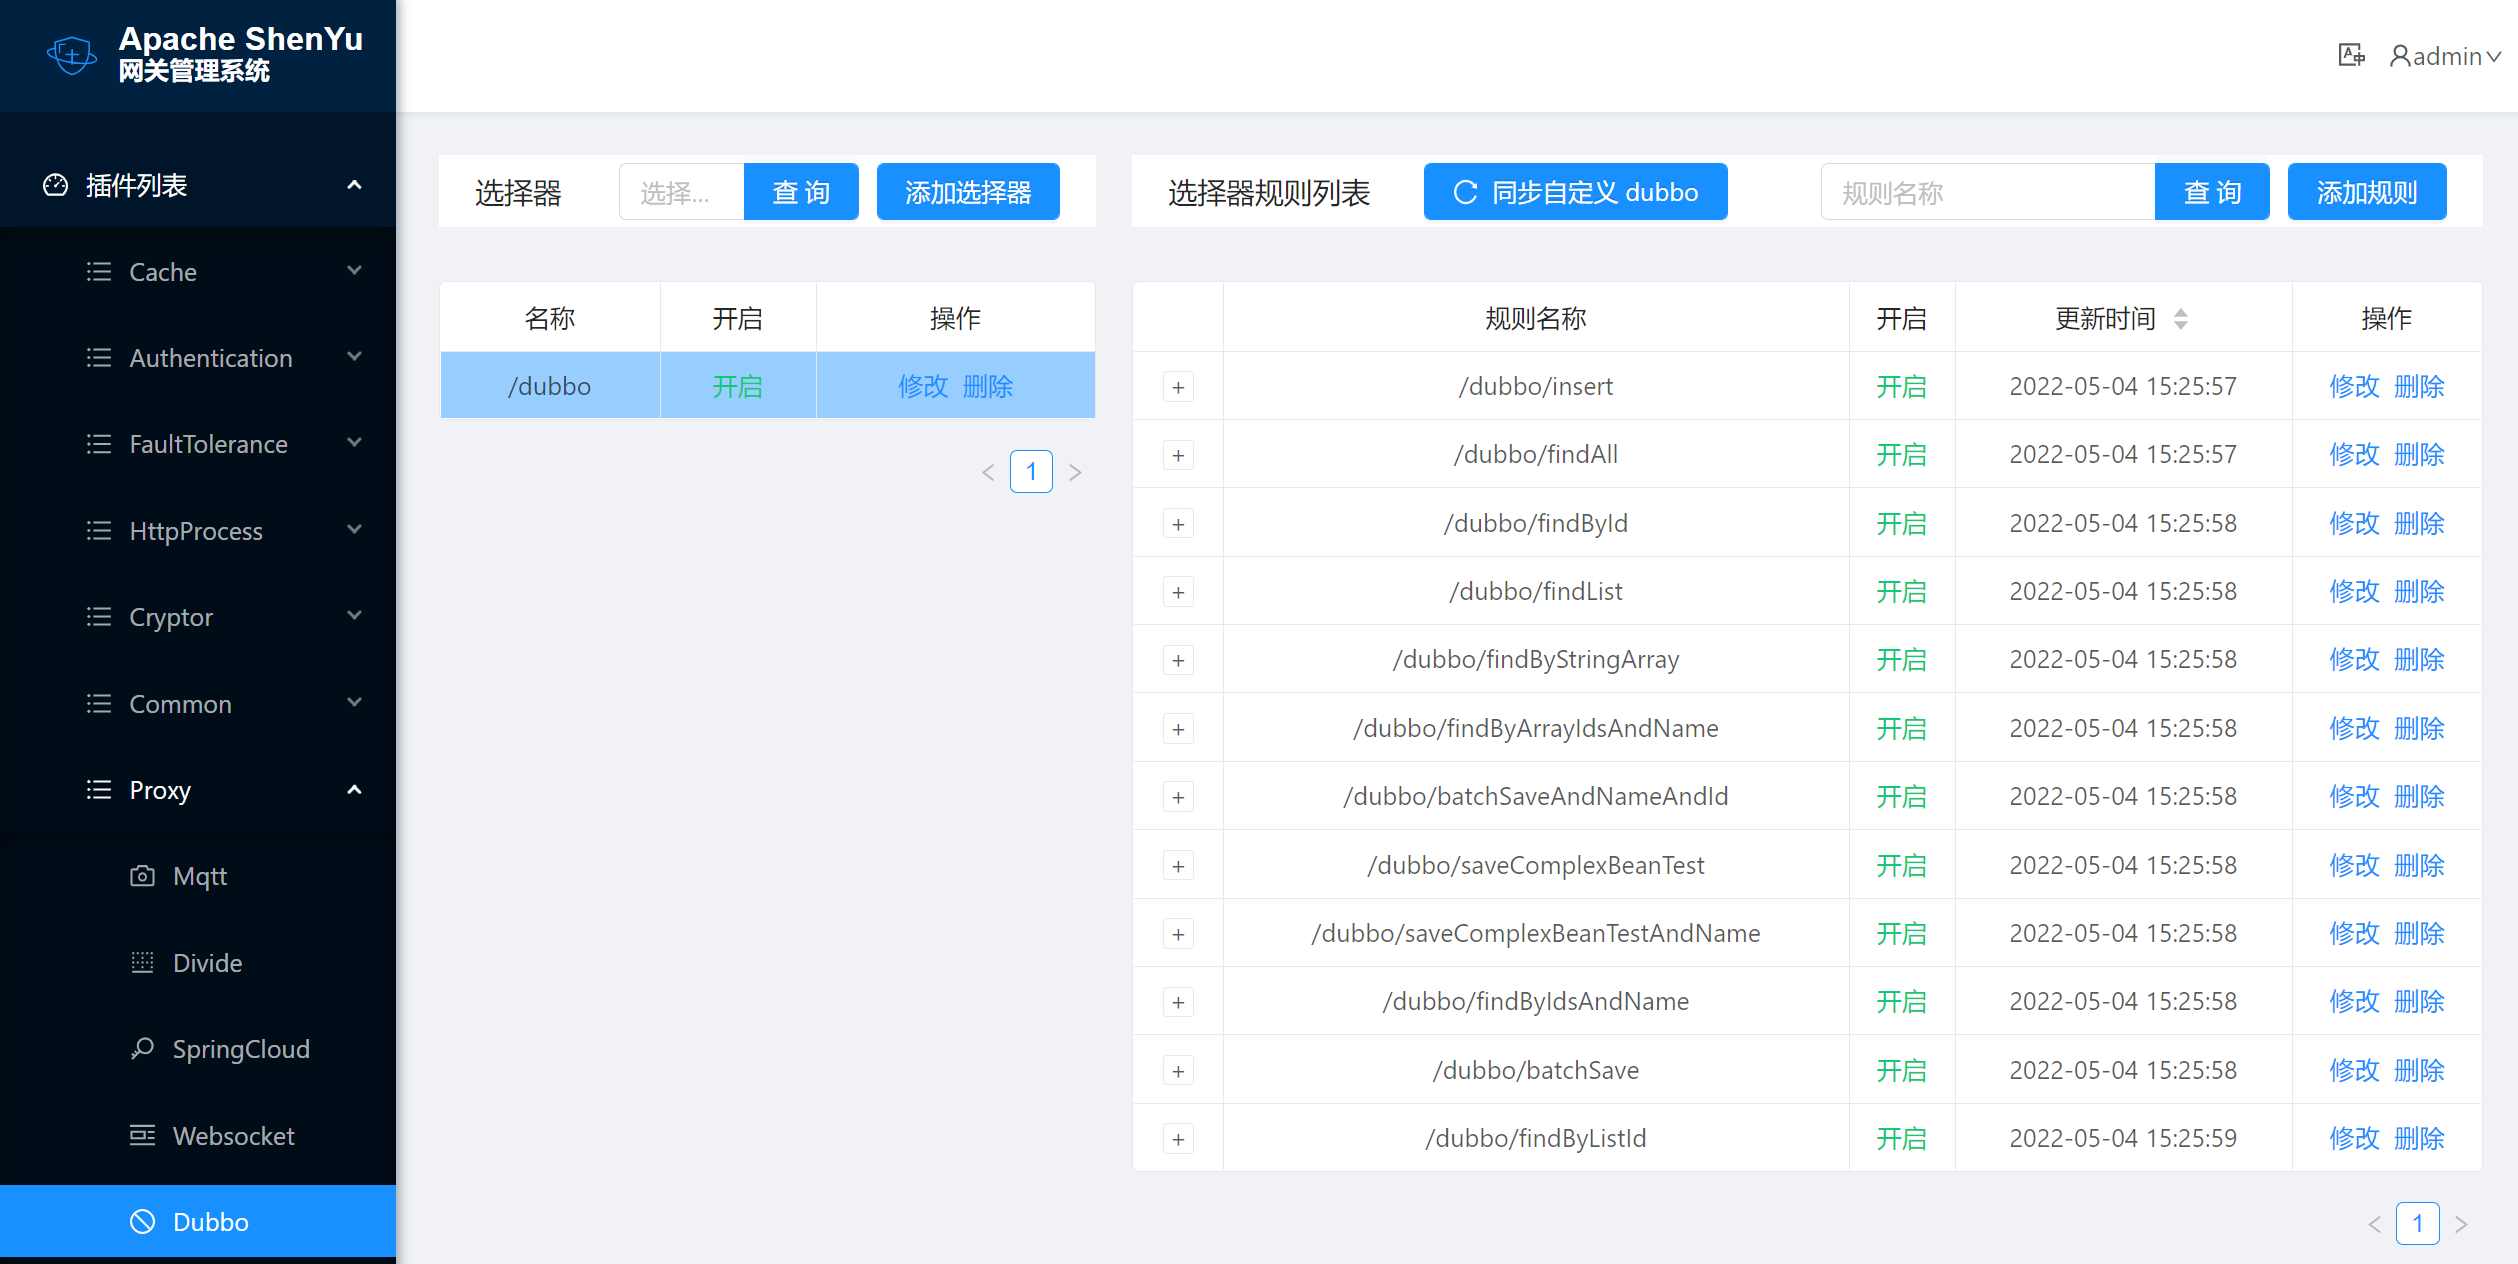 Apache ShenYu
网关管理系统
admin
插件列表
Cache
Authentication
FaultTolerance
HttpProcess
Cryptor
Common
Proxy
Mqtt
Divide
SpringCloud
Websocket
Dubbo
选择器 选择... 查 询 添加选择器
名称 开启 操作
/dubbo 开启 修改 删除
1
选择器规则列表 同步自定义 dubbo 规则名称 查 询 添加规则
规则名称 开启 更新时间 操作
/dubbo/insert 开启 2022-05-04 15:25:57 修改 删除
/dubbo/findAll 开启 2022-05-04 15:25:57 修改 删除
/dubbo/findById 开启 2022-05-04 15:25:58 修改 删除
/dubbo/findList 开启 2022-05-04 15:25:58 修改 删除
/dubbo/findByStringArray 开启 2022-05-04 15:25:58 修改 删除
/dubbo/findByArrayIdsAndName 开启 2022-05-04 15:25:58 修改 删除
/dubbo/batchSaveAndNameAndId 开启 2022-05-04 15:25:58 修改 删除
/dubbo/saveComplexBeanTest 开启 2022-05-04 15:25:58 修改 删除
/dubbo/saveComplexBeanTestAndName 开启 2022-05-04 15:25:58 修改 删除
/dubbo/findByIdsAndName 开启 2022-05-04 15:25:58 修改 删除
/dubbo/batchSave 开启 2022-05-04 15:25:58 修改 删除
/dubbo/findByListId 开启 2022-05-04 15:25:59 修改 删除
1